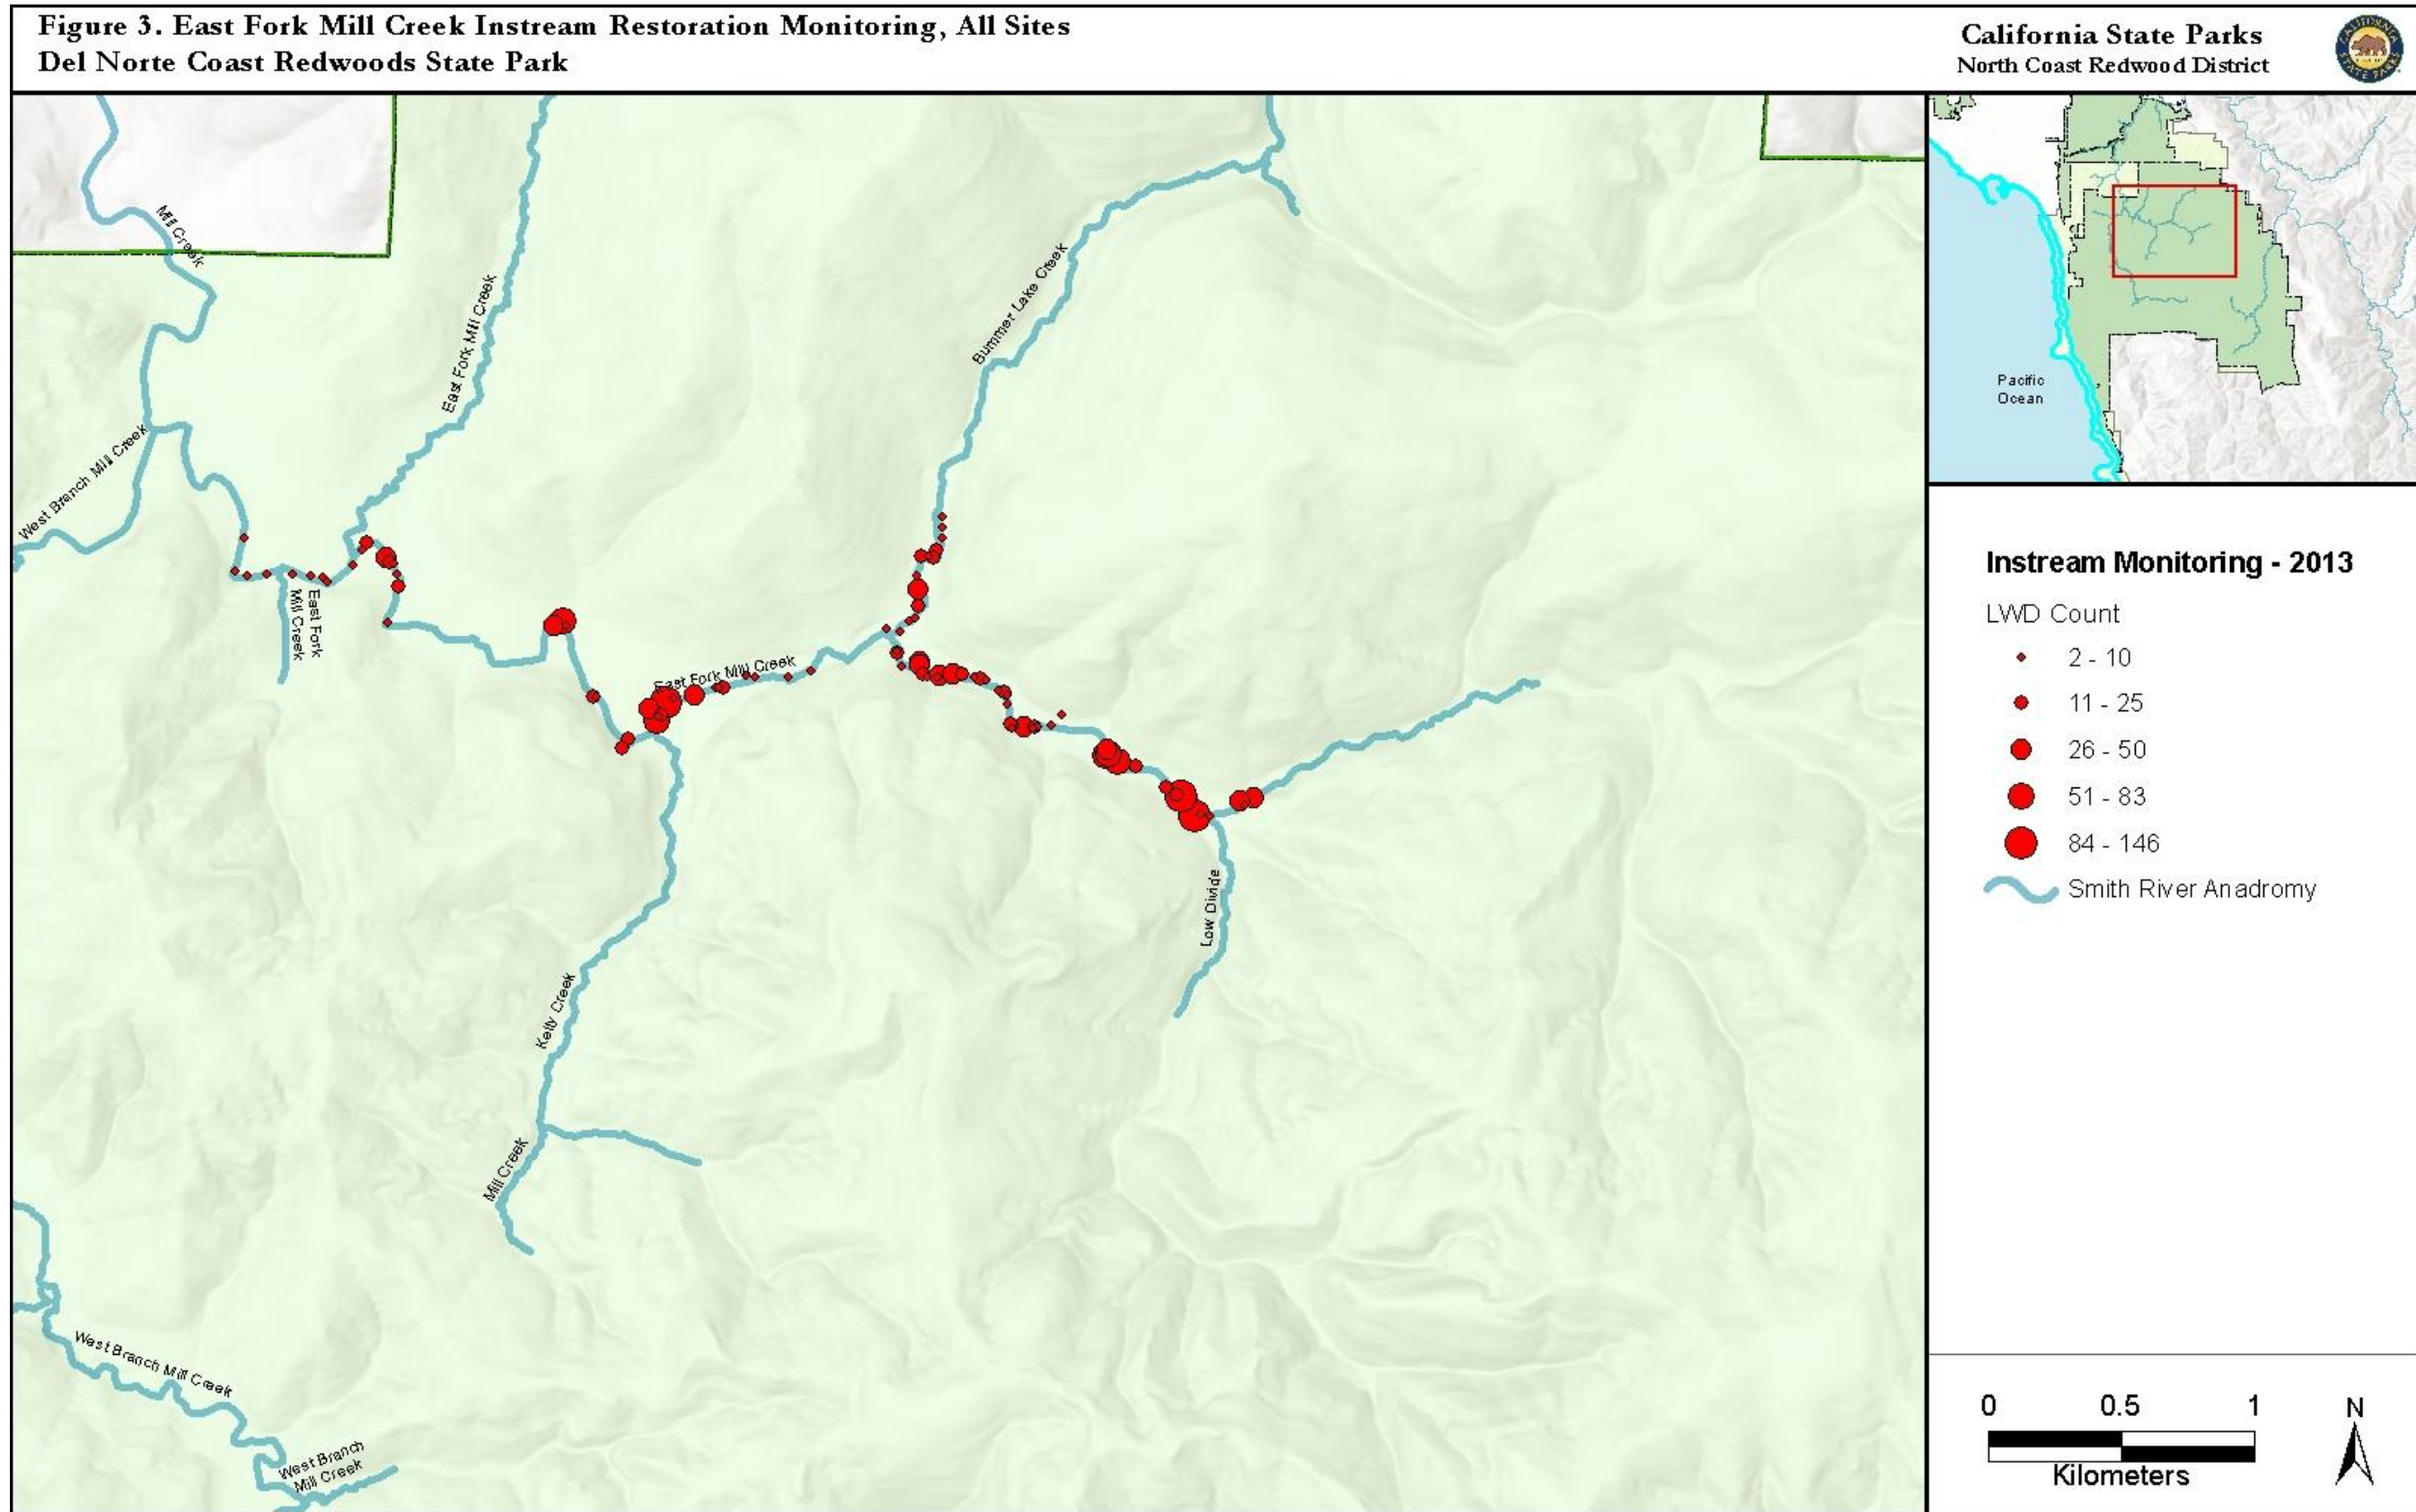 Figure 3. East Fork Mill Creek Instream Restoration Monitoring, All Sites
Del Norte Coast Redwoods State Park
California State Parks
North Coast Redwood District
CALIFORNIA
STATE PARKS
Mill Creek
East Fork Mill Creek
Bummer Lake Creek
West Branch Mill Creek
East Fork
Mill Creek
East Fork Mill Creek
Low Divide
Kelly Creek
Mill Creek
West Branch Mill Creek
West Branch
Mill Creek
Pacific
Ocean
Instream Monitoring - 2013
LWD Count
2 - 10
11 - 25
26 - 50
51 - 83
84 - 146
Smith River Anadromy
0 0.5 1
Kilometers
N